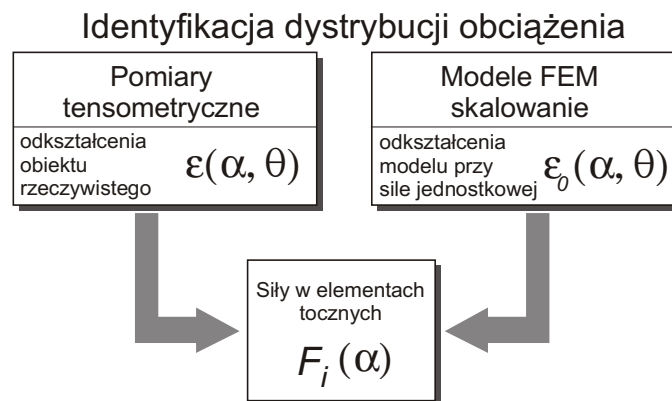 Identyfikacja dystrybucji obciążenia
Pomiary
tensometryczne
odkształcenia
obiektu
rzeczywistego
ε(α, θ)
Modele FEM
skalowanie
odkształcenia
modelu przy
sile jednostkowej
ε₀(α, θ)
Siły w elementach
tocznych
Fᵢ(α)